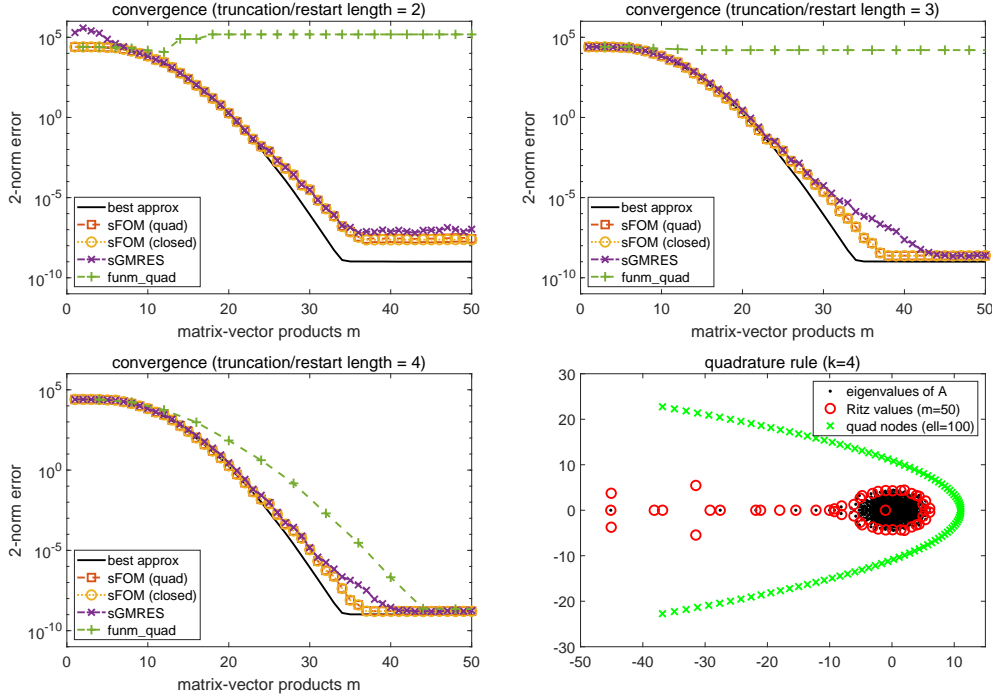 convergence (truncation/restart length = 2)
10^5
10^0
10^-5
10^-10
2-norm error
best approx
sFOM (quad)
sFOM (closed)
sGMRES
funm_quad
0 10 20 30 40 50
matrix-vector products m
convergence (truncation/restart length = 3)
10^5
10^0
10^-5
10^-10
2-norm error
best approx
sFOM (quad)
sFOM (closed)
sGMRES
funm_quad
0 10 20 30 40 50
matrix-vector products m
convergence (truncation/restart length = 4)
10^5
10^0
10^-5
10^-10
2-norm error
best approx
sFOM (quad)
sFOM (closed)
sGMRES
funm_quad
0 10 20 30 40 50
matrix-vector products m
quadrature rule (k=4)
30
20
10
0
-10
-20
-30
eigenvalues of A
Ritz values (m=50)
quad nodes (ell=100)
-50 -40 -30 -20 -10 0 10